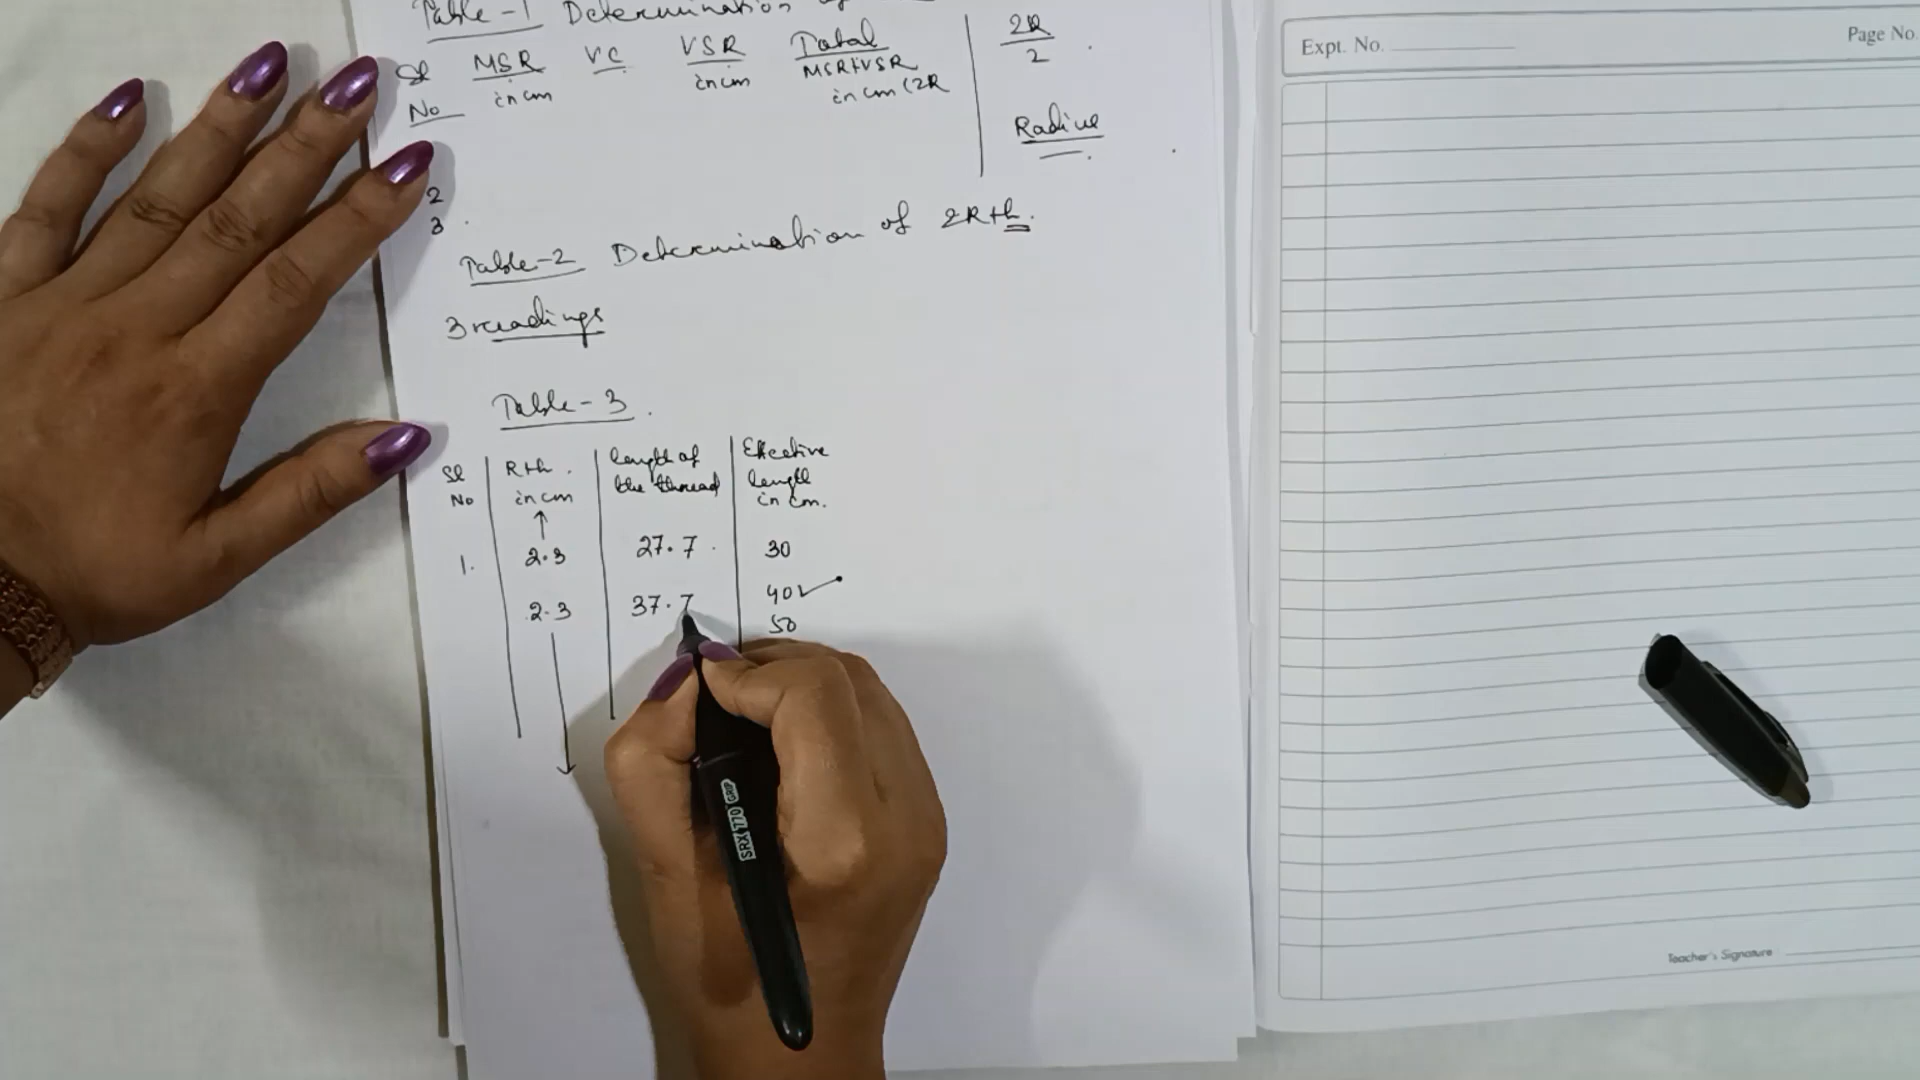 Table-1 Determination of
Sl No MSR in cm VC VSR in cm Total MSR+VSR in cm (2R 2R/2 Radius
2
3
Table-2 Determination of 2R+h.
3 readings
Table-3
Sl No R+h in cm length of the thread Effective length in cm.
1. 2.3 27.7 30
2.3 37.7 40
50
SRX 720 GRIP
Expt. No.
Page No.
Teacher's Signature